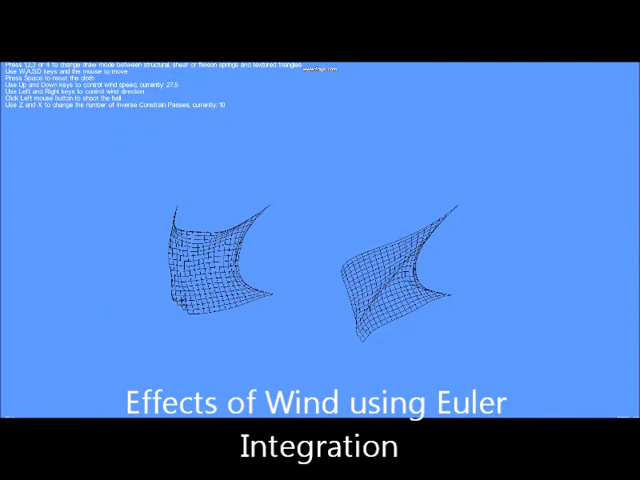 Press 1,2,3 or 4 to change draw mode between structural, shear or flexion springs and textured triangles
Use W,A,S,D keys and the mouse to move
Press Space to reset the cloth
Use Up and Down keys to control wind speed, currently: 27.5
Use Left and Right keys to control wind direction
Click Left mouse button to shoot the ball
Use Z and X to change the number of Inverse Constrain Passes, currently: 10
Effects of Wind using Euler
Integration